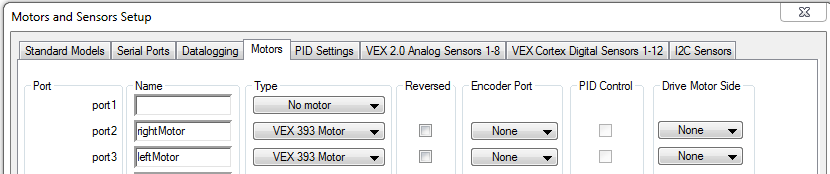 Motors and Sensors Setup
Standard Models Serial Ports Datalogging Motors PID Settings VEX 2.0 Analog Sensors 1-8 VEX Cortex Digital Sensors 1-12 I2C Sensors
Port Name Type Reversed Encoder Port PID Control Drive Motor Side
port1 No motor
port2 rightMotor VEX 393 Motor None None
port3 leftMotor VEX 393 Motor None None